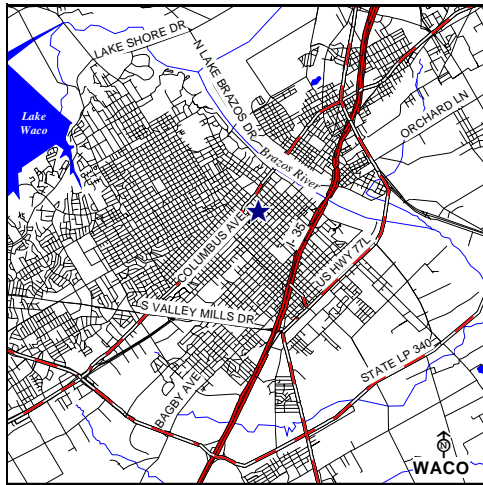 LAKE SHORE DR
N LAKE BRAZOS DR
Lake
Waco
ORCHARD LN
Brazos River
COLUMBUS AVE
I- 35
US HWY 77L
S VALLEY MILLS DR
STATE LP 340
BAGBY AVE
N
WACO